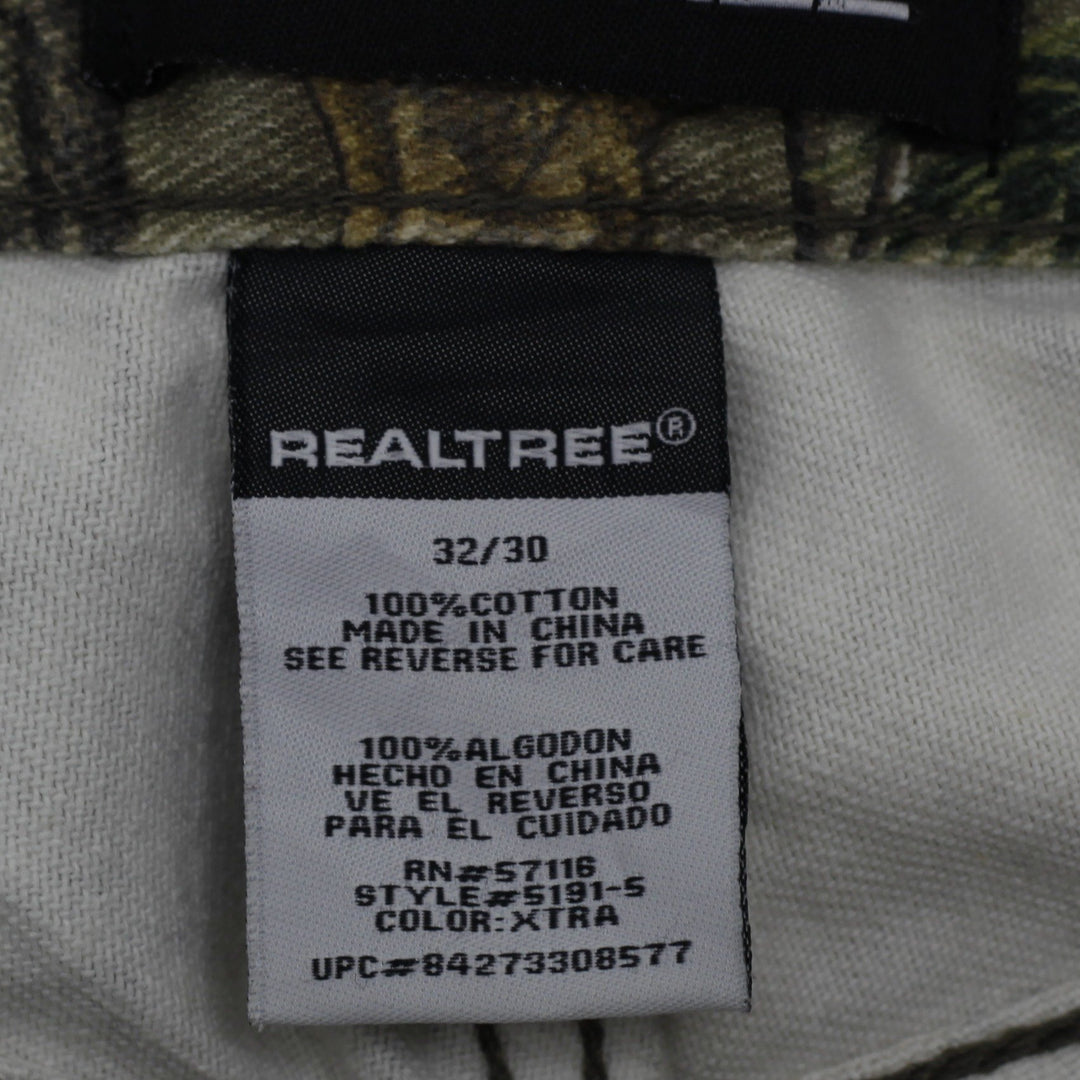 REALTREE®
32/30
100%COTTON
MADE IN CHINA
SEE REVERSE FOR CARE
100%ALGODON
HECHO EN CHINA
VE EL REVERSO
PARA EL CUIDADO
RN#57116
STYLE#5191-S
COLOR:XTRA
UPC#84273308577